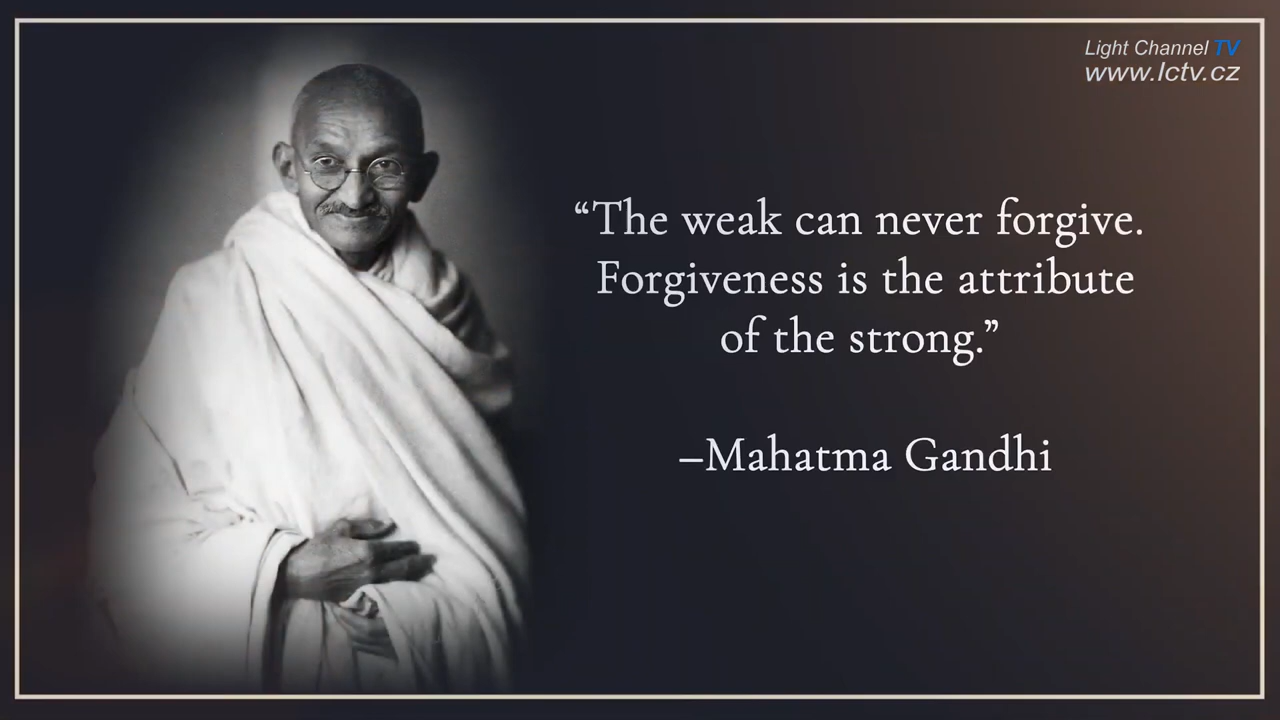 Light Channel TV
www.lctv.cz
“The weak can never forgive.
Forgiveness is the attribute
of the strong.”
–Mahatma Gandhi